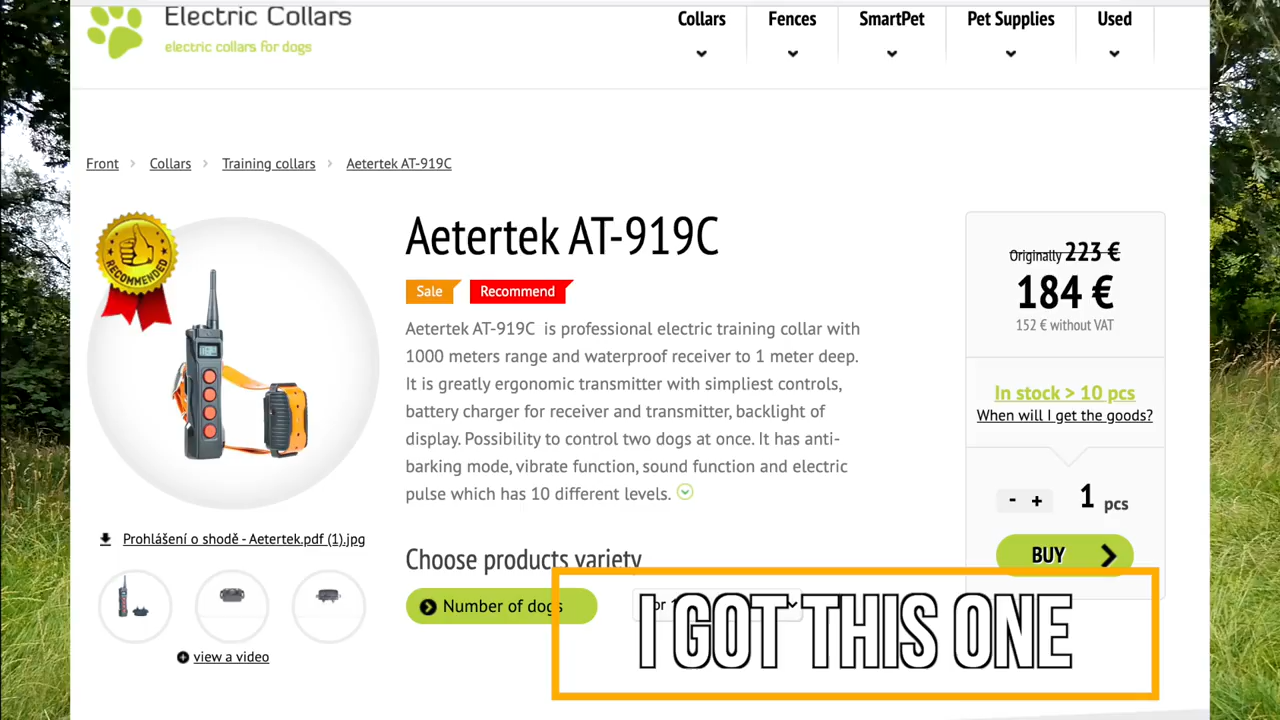 Electric Collars
electric collars for dogs
Collars
Fences
SmartPet
Pet Supplies
Used
Front
Collars
Training collars
Aetertek AT-919C
RECOMMENDED
Aetertek AT-919C
Sale
Recommend
Aetertek AT-919C is professional electric training collar with
1000 meters range and waterproof receiver to 1 meter deep.
It is greatly ergonomic transmitter with simpliest controls,
battery charger for receiver and transmitter, backlight of
display. Possibility to control two dogs at once. It has anti-
barking mode, vibrate function, sound function and electric
pulse which has 10 different levels.
Originally 223 €
184 €
152 € without VAT
In stock > 10 pcs
When will I get the goods?
- + 1 pcs
BUY
Prohlášení o shodě - Aetertek.pdf (1).jpg
view a video
Choose products variety
Number of dogs
I GOT THIS ONE